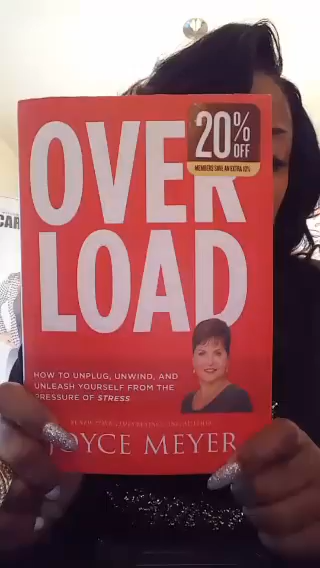 OVER
20% OFF
MEMBERS SAVE AN EXTRA 10%
LOAD
CAR
HOW TO UNPLUG, UNWIND, AND
UNLEASH YOURSELF FROM THE
PRESSURE OF STRESS
JOYCE MEYER